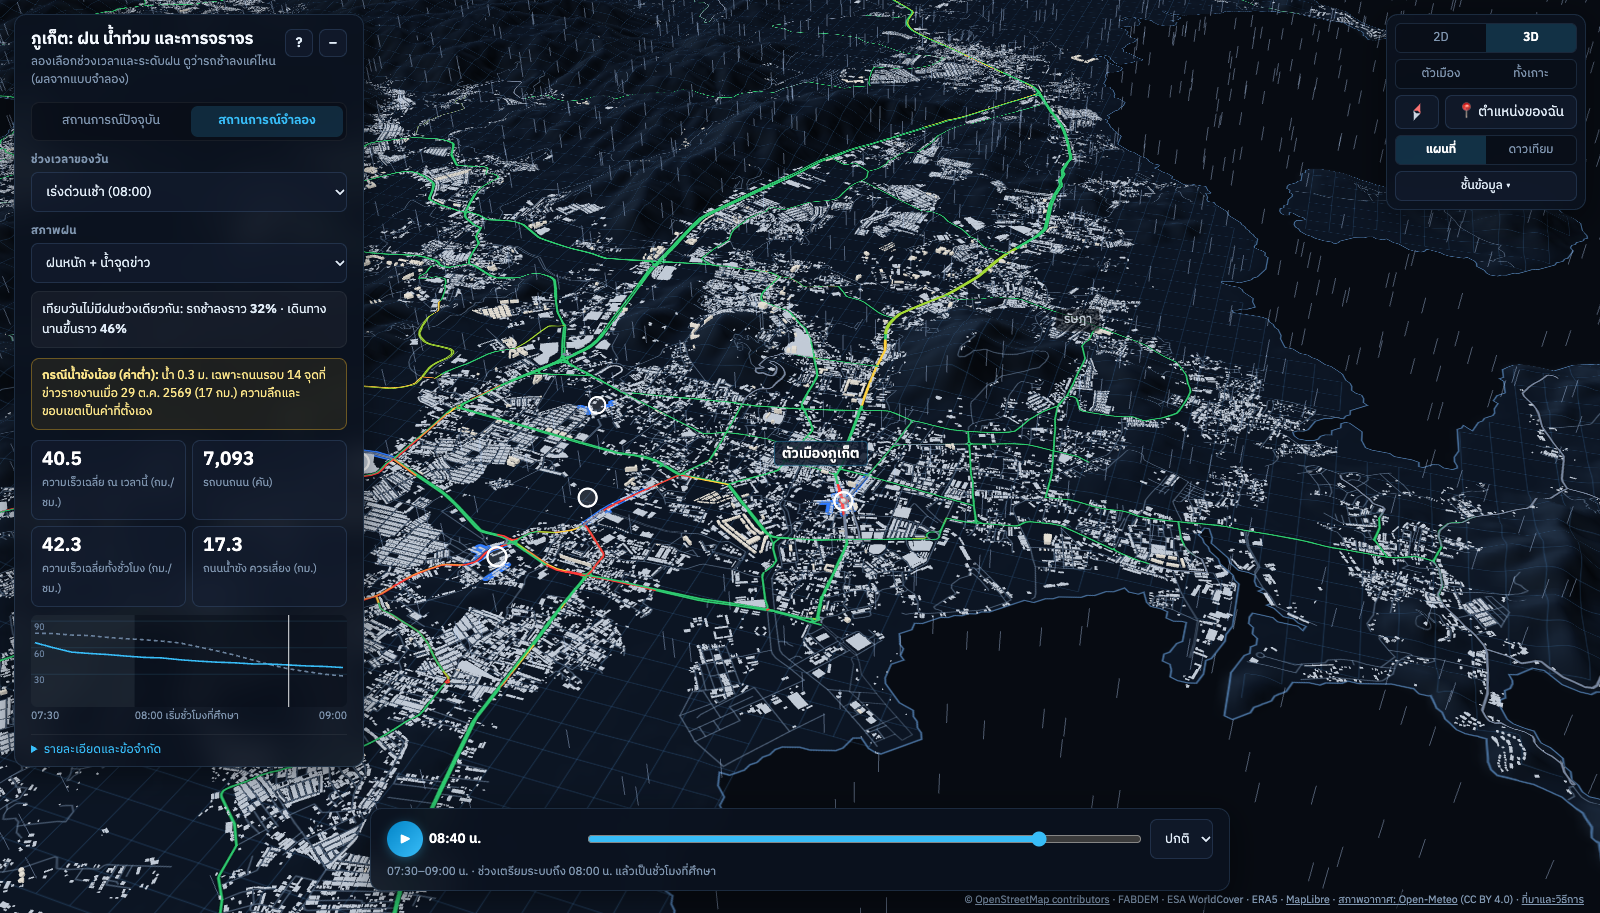 ภูเก็ต: ฝน น้ำท่วม และการจราจร
ลองเลือกช่วงเวลาและระดับฝน ดูว่ารถช้าลงแค่ไหน
(ผลจากแบบจำลอง)
?
–
สถานการณ์ปัจจุบัน
สถานการณ์จำลอง
ช่วงเวลาของวัน
เร่งด่วนเช้า (08:00)
สภาพฝน
ฝนหนัก + น้ำจุดข่าว
เทียบวันไม่มีฝนช่วงเดียวกัน: รถช้าลงราว 32% · เดินทาง
นานขึ้นราว 46%
กรณีน้ำขังน้อย (ค่าต่ำ): น้ำ 0.3 ม. เฉพาะถนนรอบ 14 จุดที่
ข่าวรายงานเมื่อ 29 ต.ค. 2569 (17 กม.) ความลึกและ
ขอบเขตเป็นค่าที่ตั้งเอง
40.5
ความเร็วเฉลี่ย ณ เวลานี้ (กม./
ชม.)
7,093
รถบนถนน (คัน)
42.3
ความเร็วเฉลี่ยทั้งชั่วโมง (กม./
ชม.)
17.3
ถนนน้ำขัง ควรเลี่ยง (กม.)
90
60
30
07:30
08:00 เริ่มชั่วโมงที่ศึกษา
09:00
▶ รายละเอียดและข้อจำกัด
2D
3D
ตัวเมือง
ทั้งเกาะ
📍 ตำแหน่งของฉัน
แผนที่
ดาวเทียม
ชั้นข้อมูล ▾
รัษฎา
ตัวเมืองภูเก็ต
08:40 น.
ปกติ
07:30–09:00 น. · ช่วงเตรียมระบบถึง 08:00 น. แล้วเป็นชั่วโมงที่ศึกษา
© OpenStreetMap contributors · FABDEM · ESA WorldCover · ERA5 · MapLibre · สภาพอากาศ: Open-Meteo (CC BY 4.0) · ที่มาและวิธีการ